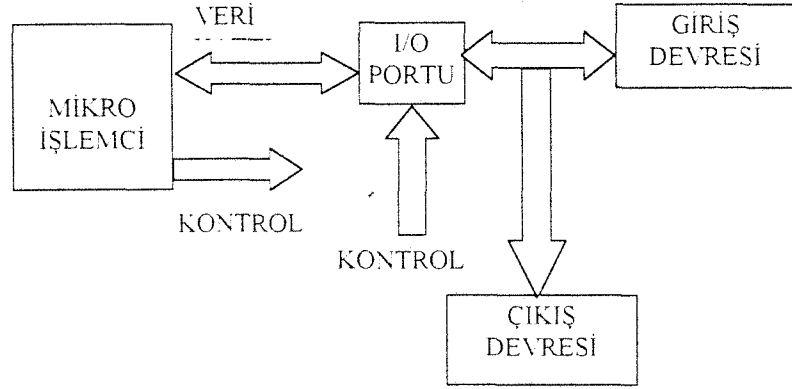 VERİ
MİKRO
İŞLEMCİ
KONTROL
I/O
PORTU
KONTROL
GİRİŞ
DEVRESİ
ÇIKIŞ
DEVRESİ